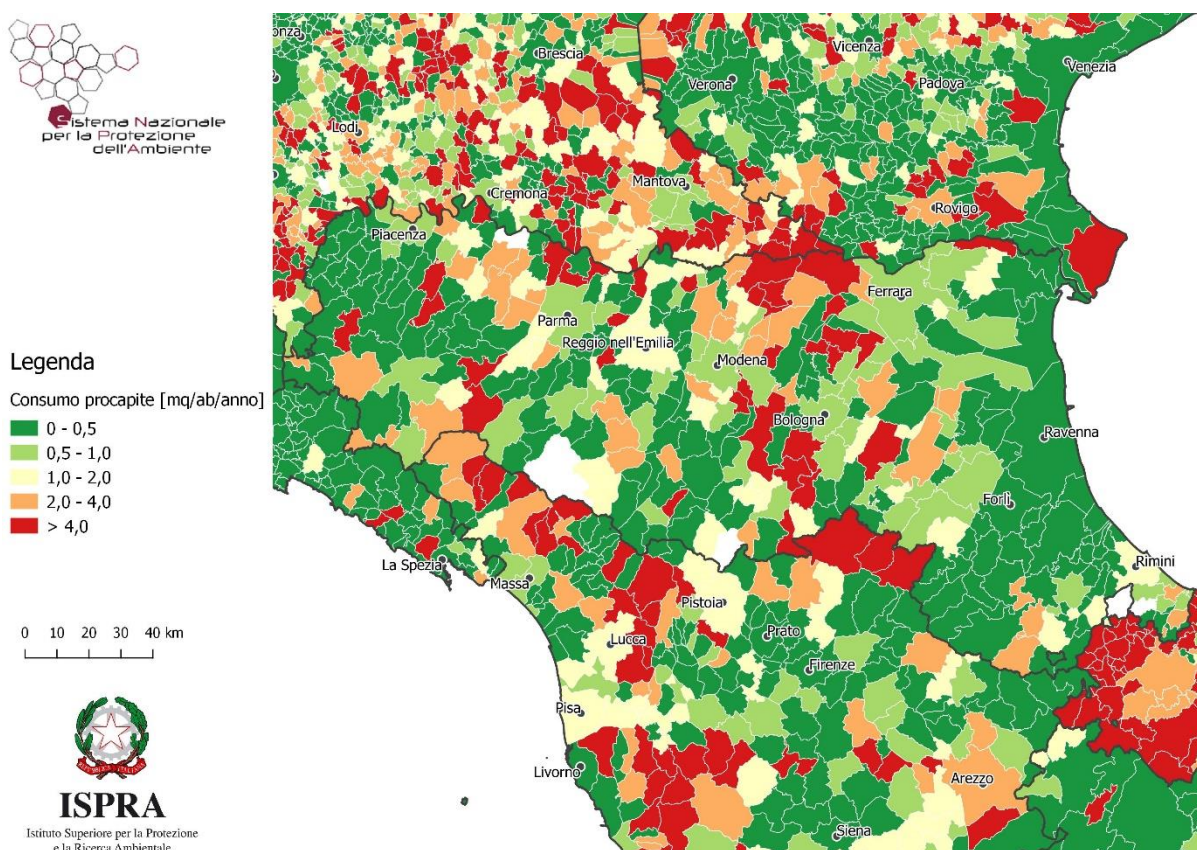 Sistema Nazionale
per la Protezione
dell'Ambiente
Legenda
Consumo procapite [mq/ab/anno]
0 - 0,5
0,5 - 1,0
1,0 - 2,0
2,0 - 4,0
> 4,0
0 10 20 30 40 km
ISPRA
Istituto Superiore per la Protezione
e la Ricerca Ambientale
onza
Brescia
Vicenza
Venezia
Verona
Padova
Lodi
Mantova
Cremona
Rovigo
Piacenza
Ferrara
Parma
Reggio nell'Emilia
Modena
Bologna
Ravenna
Forlì
Rimini
La Spezia
Massa
Pistoia
Prato
Lucca
Firenze
Pisa
Livorno
Arezzo
Siena